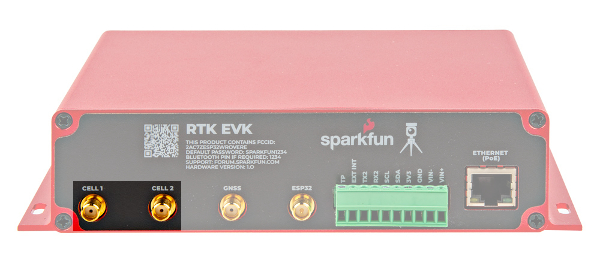 RTK EVK
THIS PRODUCT CONTAINS FCCID:
2AC7ZESP32WROVERE
DEFAULT PASSWORD: SPARKFUN1234
BLUETOOTH PIN IF REQUIRED: 1234
SUPPORT: FORUM.SPARKFUN.COM
HARDWARE VERSION: 1.0
sparkfun
ETHERNET
(PoE)
CELL 1
CELL 2
GNSS
ESP32
TP
EXT INT
TX2
RX2
SCL
SDA
3V3
GND
VIN-
VIN+